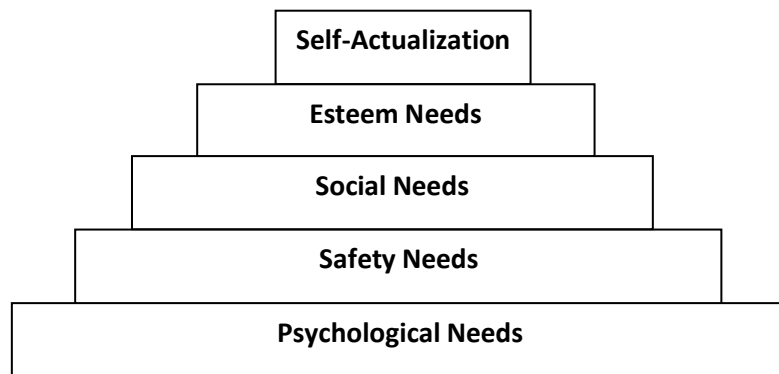 Self-Actualization
Esteem Needs
Social Needs
Safety Needs
Psychological Needs